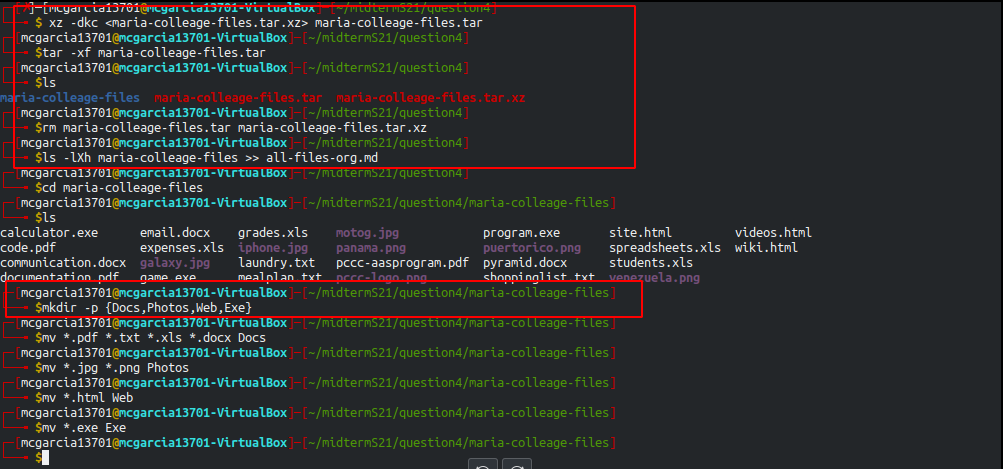 [~]─[mcgarcia13701@mcgarcia13701-VirtualBox]─[~/midtermS21/question4]
$ xz -dkc <maria-colleage-files.tar.xz> maria-colleage-files.tar
[mcgarcia13701@mcgarcia13701-VirtualBox]─[~/midtermS21/question4]
$tar -xf maria-colleage-files.tar
[mcgarcia13701@mcgarcia13701-VirtualBox]─[~/midtermS21/question4]
$ls
maria-colleage-files maria-colleage-files.tar maria-colleage-files.tar.xz
[mcgarcia13701@mcgarcia13701-VirtualBox]─[~/midtermS21/question4]
$rm maria-colleage-files.tar maria-colleage-files.tar.xz
[mcgarcia13701@mcgarcia13701-VirtualBox]─[~/midtermS21/question4]
$ls -lXh maria-colleage-files >> all-files-org.md
[mcgarcia13701@mcgarcia13701-VirtualBox]─[~/midtermS21/question4]
$cd maria-colleage-files
[mcgarcia13701@mcgarcia13701-VirtualBox]─[~/midtermS21/question4/maria-colleage-files]
$ls
calculator.exe email.docx grades.xls motog.jpg program.exe site.html videos.html
code.pdf expenses.xls iphone.jpg panama.png puertorico.png spreadsheets.xls wiki.html
communication.docx galaxy.jpg laundry.txt pccc-aasprogram.pdf pyramid.docx students.xls
documentation.pdf game.exe mealplan.txt pccc-logo.png shoppinglist.txt venezuela.png
[mcgarcia13701@mcgarcia13701-VirtualBox]─[~/midtermS21/question4/maria-colleage-files]
$mkdir -p {Docs,Photos,Web,Exe}
[mcgarcia13701@mcgarcia13701-VirtualBox]─[~/midtermS21/question4/maria-colleage-files]
$mv *.pdf *.txt *.xls *.docx Docs
[mcgarcia13701@mcgarcia13701-VirtualBox]─[~/midtermS21/question4/maria-colleage-files]
$mv *.jpg *.png Photos
[mcgarcia13701@mcgarcia13701-VirtualBox]─[~/midtermS21/question4/maria-colleage-files]
$mv *.html Web
[mcgarcia13701@mcgarcia13701-VirtualBox]─[~/midtermS21/question4/maria-colleage-files]
$mv *.exe Exe
[mcgarcia13701@mcgarcia13701-VirtualBox]─[~/midtermS21/question4/maria-colleage-files]
$